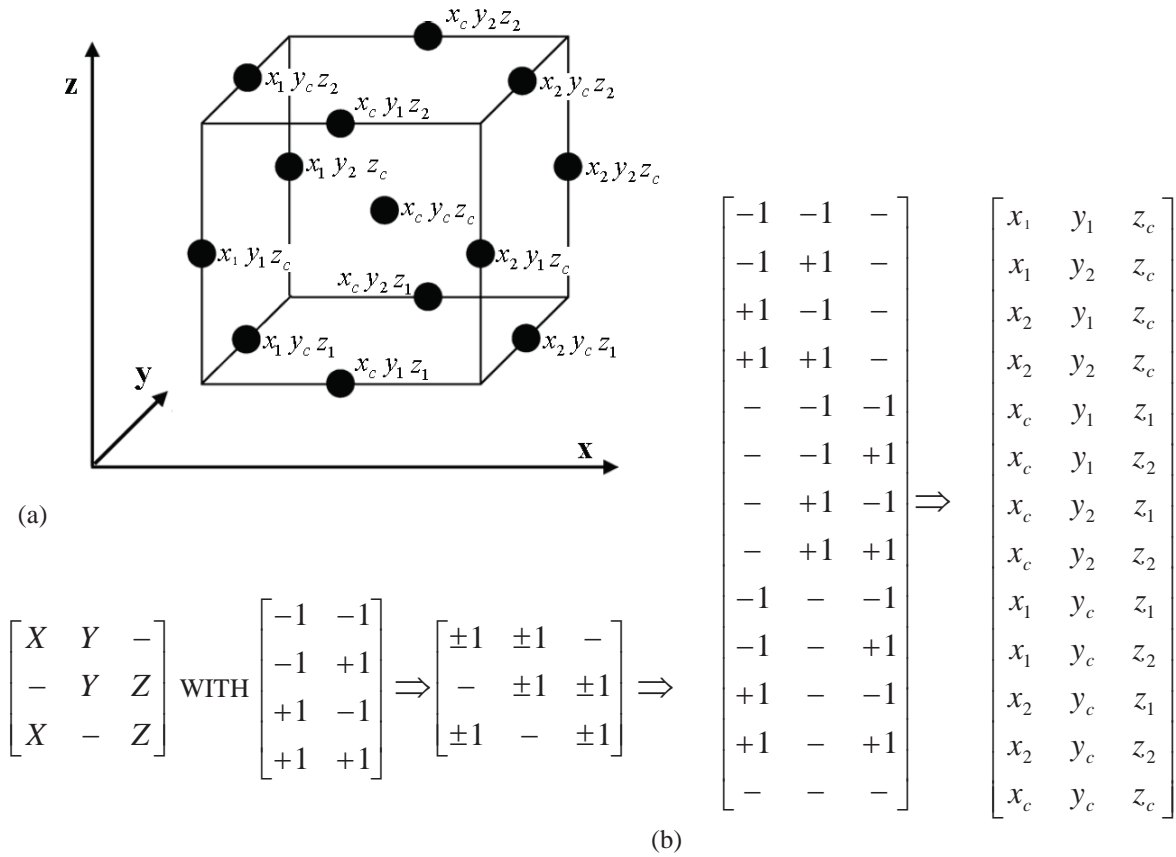 z
x_c y_2 z_2
x_1 y_c z_2
x_2 y_c z_2
x_c y_1 z_2
x_1 y_2 z_c
x_2 y_2 z_c
x_c y_c z_c
x_1 y_1 z_c
x_2 y_1 z_c
x_c y_2 z_1
x_1 y_c z_1
x_2 y_c z_1
x_c y_1 z_1
y
x
(a)
X Y -
- Y Z
X - Z
WITH
-1 -1
-1 +1
+1 -1
+1 +1
⇒
±1 ±1 -
- ±1 ±1
±1 - ±1
⇒
-1 -1 -
-1 +1 -
+1 -1 -
+1 +1 -
- -1 -1
- -1 +1
- +1 -1
- +1 +1
-1 - -1
-1 - +1
+1 - -1
+1 - +1
- - -
⇒
x_1 y_1 z_c
x_1 y_2 z_c
x_2 y_1 z_c
x_2 y_2 z_c
x_c y_1 z_1
x_c y_1 z_2
x_c y_2 z_1
x_c y_2 z_2
x_1 y_c z_1
x_1 y_c z_2
x_2 y_c z_1
x_2 y_c z_2
x_c y_c z_c
(b)